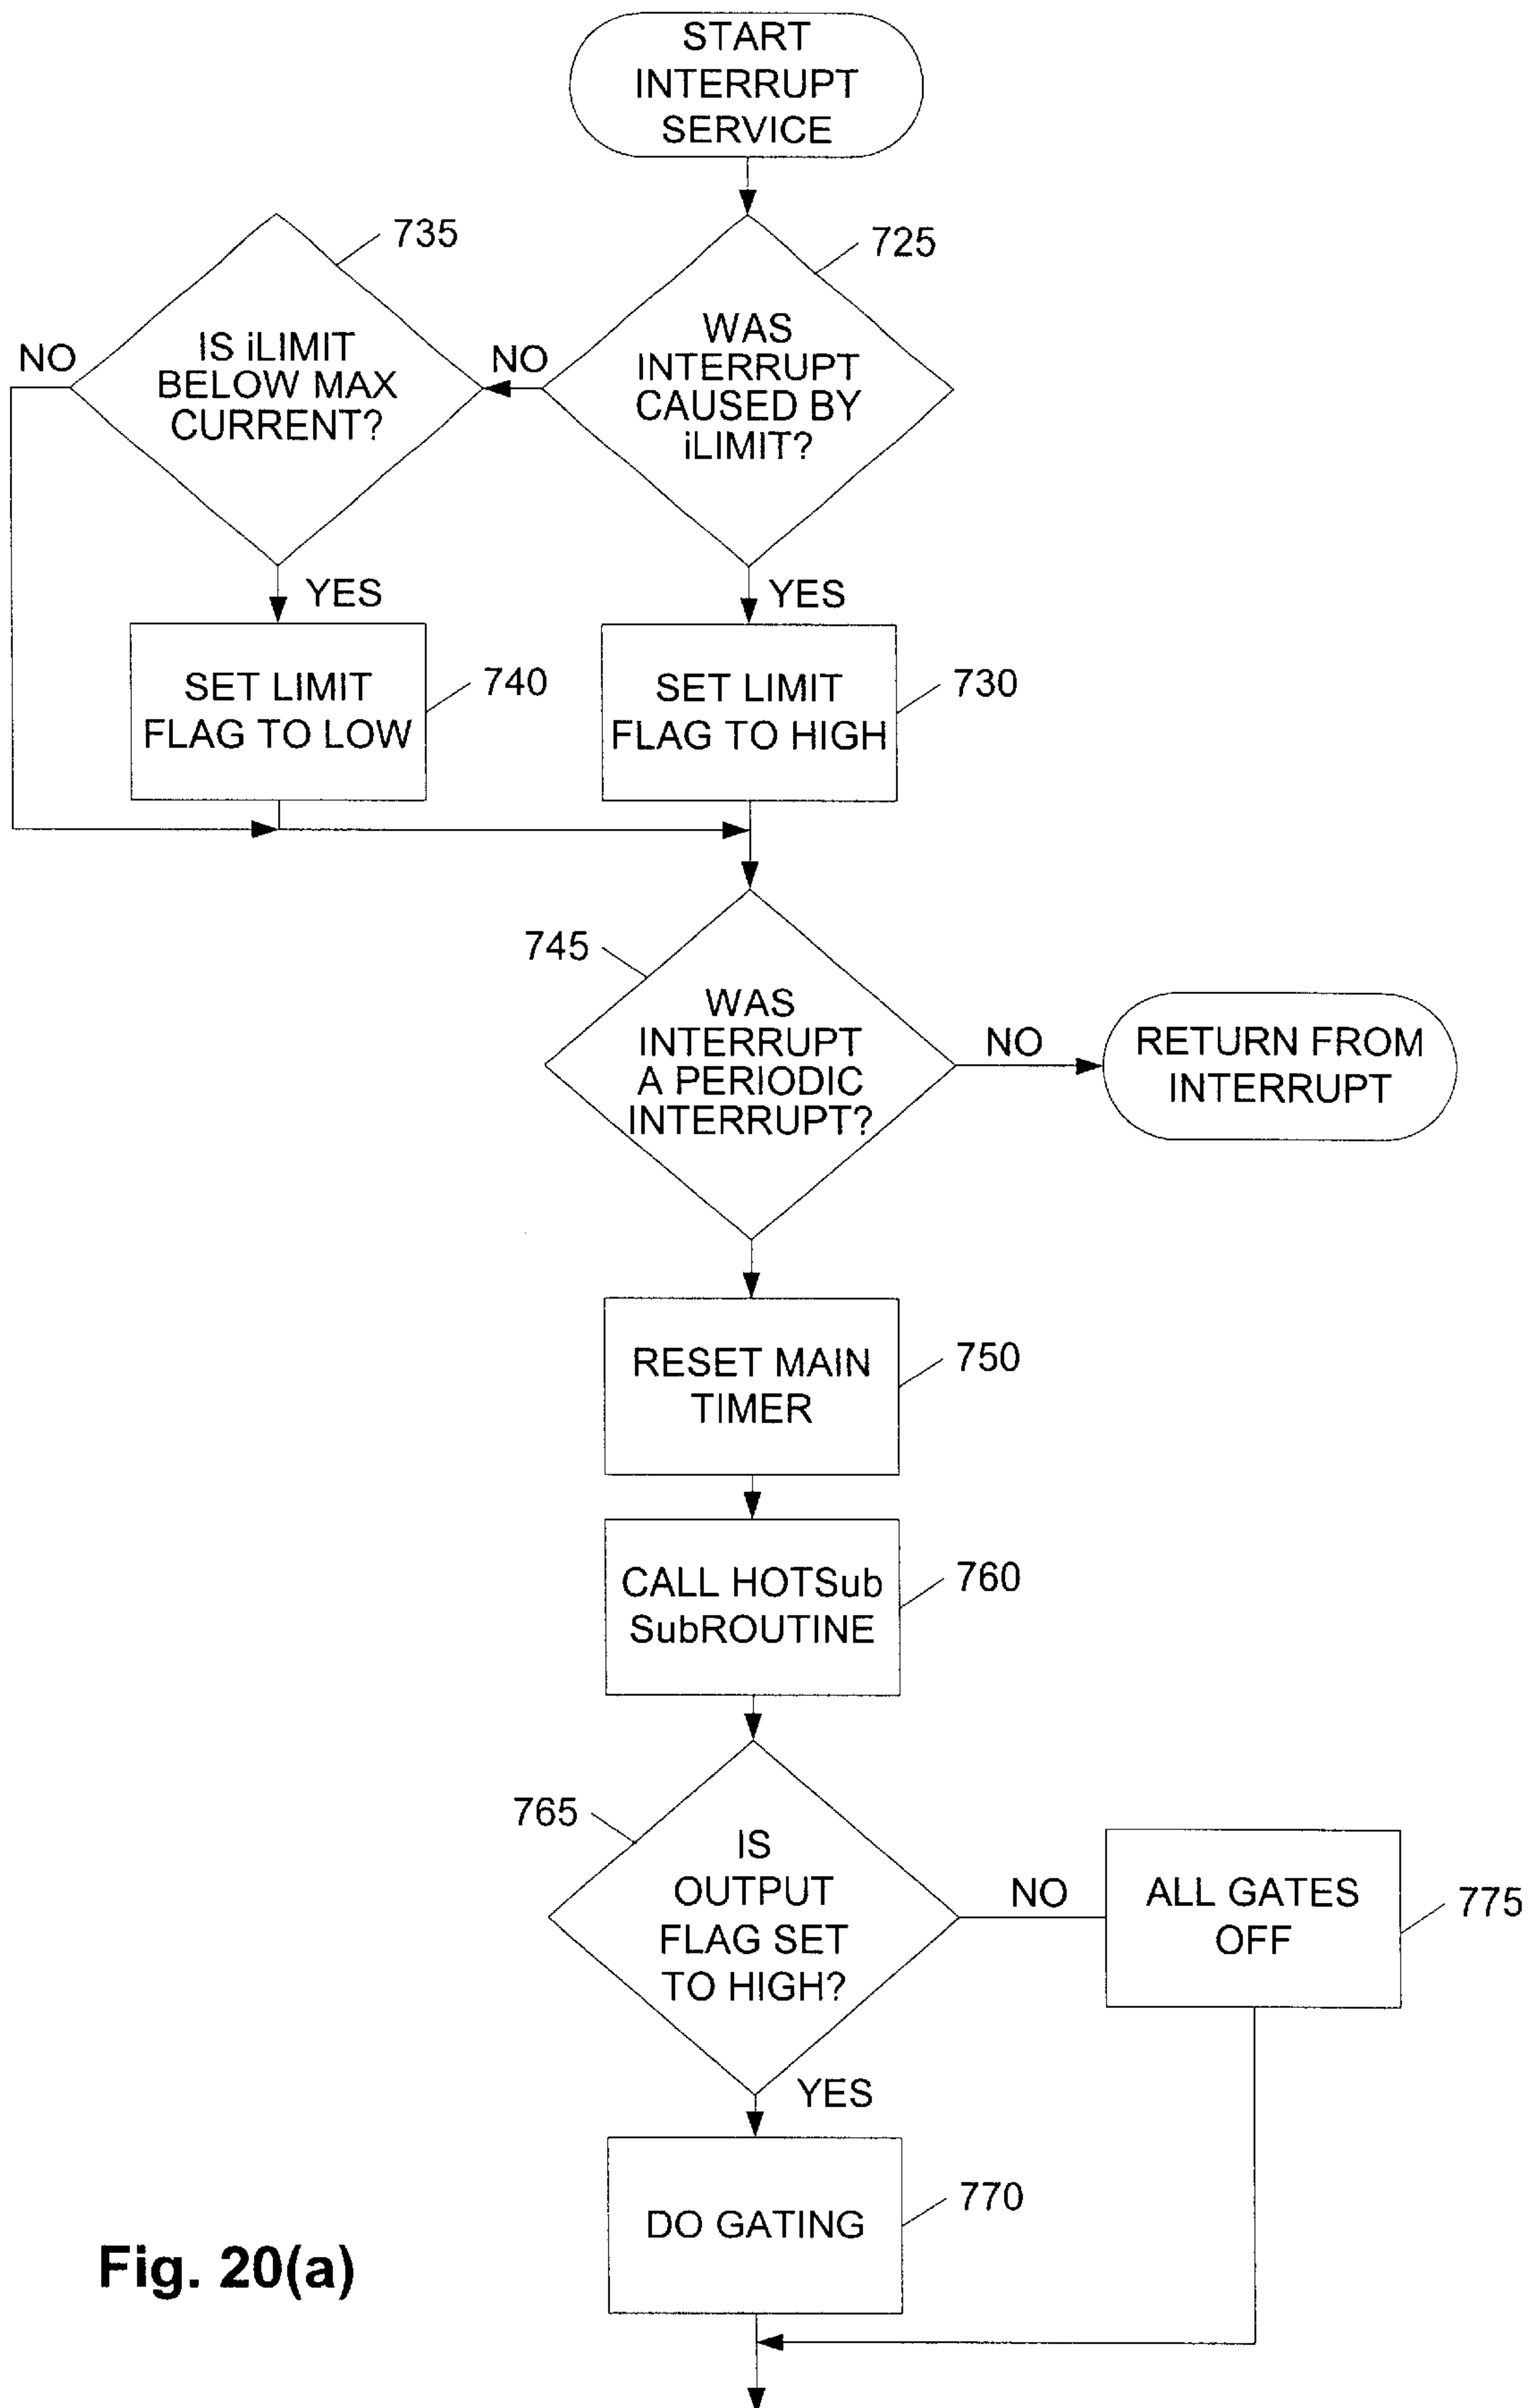 START
INTERRUPT
SERVICE
735
725
NO
IS iLIMIT
BELOW MAX
CURRENT?
NO
WAS
INTERRUPT
CAUSED BY
iLIMIT?
YES
YES
SET LIMIT
FLAG TO LOW
740
SET LIMIT
FLAG TO HIGH
730
745
WAS
INTERRUPT
A PERIODIC
INTERRUPT?
NO
RETURN FROM
INTERRUPT
RESET MAIN
TIMER
750
CALL HOTSub
SubROUTINE
760
765
IS
OUTPUT
FLAG SET
TO HIGH?
NO
ALL GATES
OFF
775
YES
DO GATING
770
Fig. 20(a)